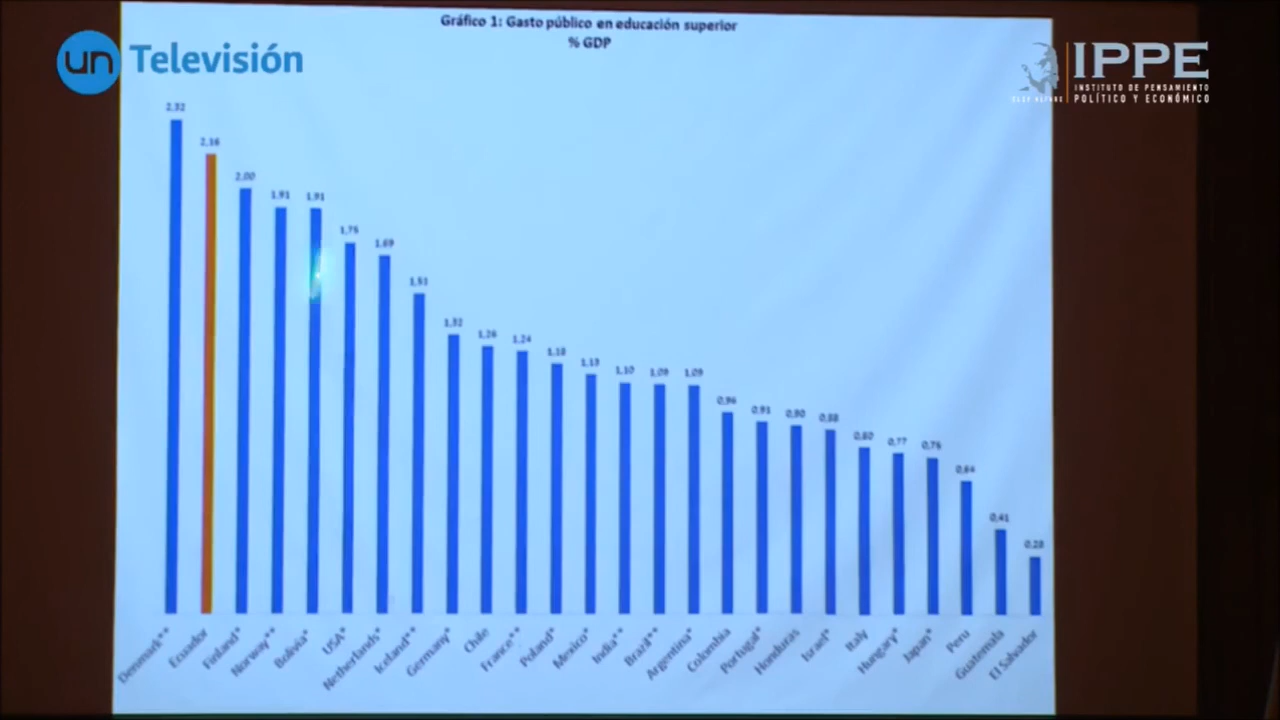 Gráfico 1: Gasto público en educación superior
% GDP
un Televisión
IPPE
INSTITUTO DE PENSAMIENTO
POLÍTICO Y ECONÓMICO
2,32
2,16
2,00
1,91
1,91
1,75
1,69
1,51
1,32
1,26
1,24
1,18
1,13
1,10
1,09
1,09
0,96
0,91
0,90
0,88
0,80
0,77
0,76
0,64
0,41
0,28
Denmark**
Ecuador
Finland*
Norway**
Bolivia*
USA*
Netherlands*
Iceland**
Germany*
Chile
France**
Poland*
Mexico*
India**
Brazil**
Argentina*
Colombia
Portugal*
Honduras
Israel*
Italy
Hungary*
Japan*
Peru
Guatemala
El Salvador